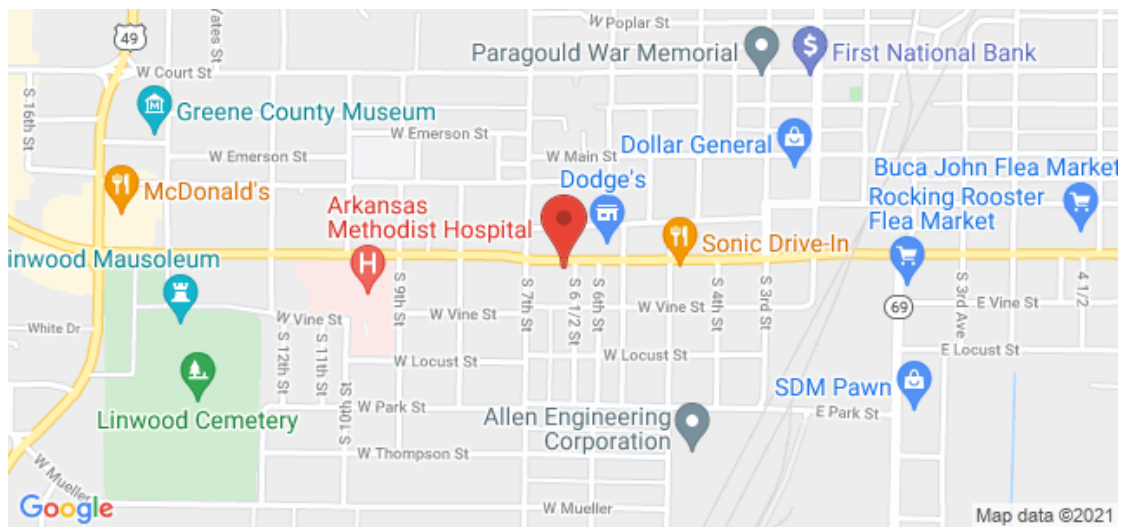 49
Yates St
W Poplar St
Paragould War Memorial
First National Bank
W Court St
S 16th St
Greene County Museum
W Emerson St
Dollar General
W Emerson St
W Main St
Buca John Flea Market
McDonald's
Dodge's
Rocking Rooster
Flea Market
Arkansas
Methodist Hospital
H
Sonic Drive-In
inwood Mausoleum
S 9th St
S 7th St
S 6 1/2 St
S 6th St
S 4th St
S 3rd St
69
S 3rd Ave
4 1/2
E Vine St
White Dr
W Vine St
W Vine St
W Vine St
S 12th St
S 11th St
S 10th St
W Locust St
W Locust St
E Locust St
SDM Pawn
Linwood Cemetery
W Park St
Allen Engineering
Corporation
E Park St
W Thompson St
W Mueller
W Mueller
Google
Map data ©2021